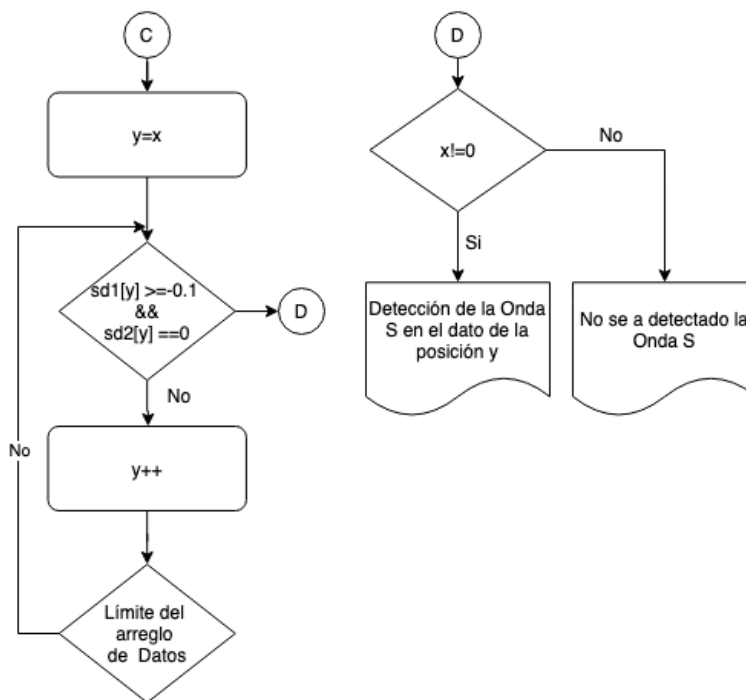 C
y=x
sd1[y] >=-0.1
&&
sd2[y] ==0
D
No
y++
No
Límite del
arreglo
de Datos
D
x!=0
No
Si
Detección de la Onda
S en el dato de la
posición y
No se a detectado la
Onda S